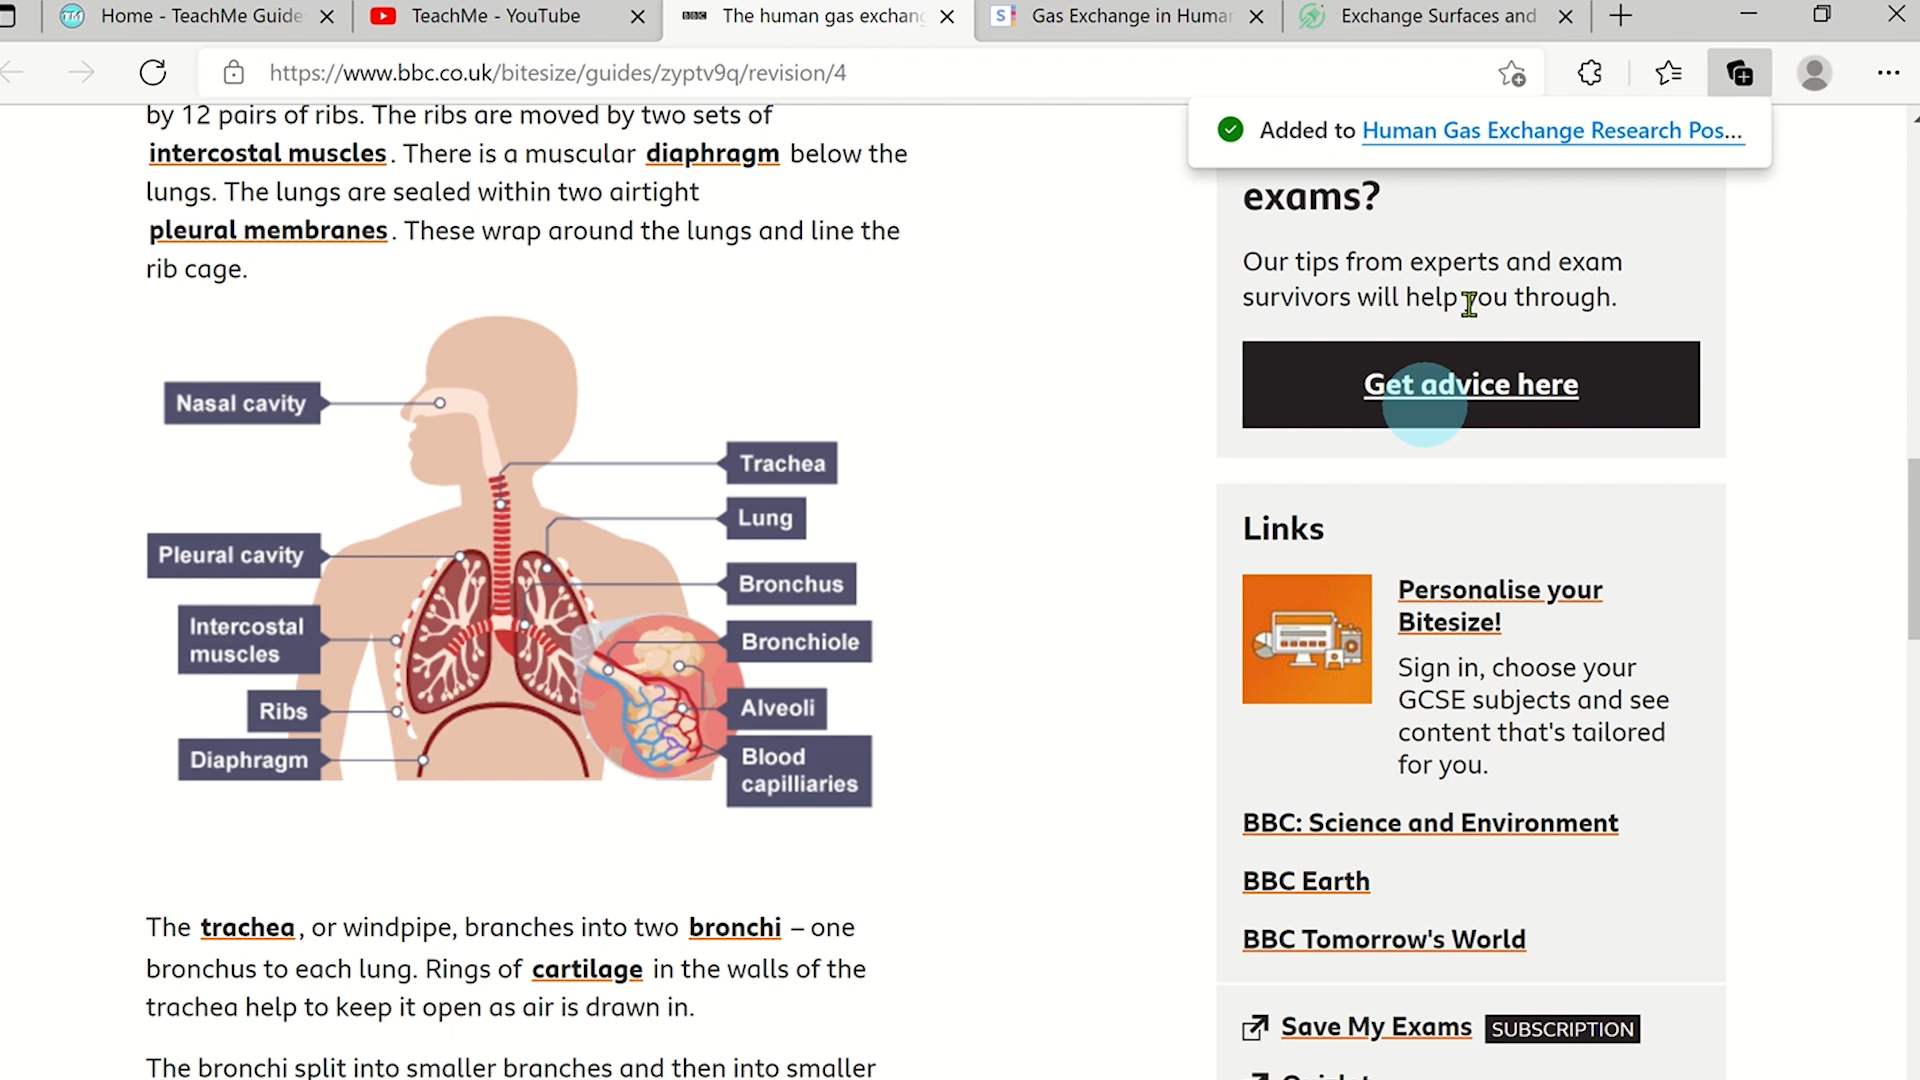 Home - TeachMe Guide
TeachMe - YouTube
BBC
The human gas exchan
Gas Exchange in Human
Exchange Surfaces and
https://www.bbc.co.uk/bitesize/guides/zyptv9q/revision/4
Added to Human Gas Exchange Research Pos...
by 12 pairs of ribs. The ribs are moved by two sets of
intercostal muscles. There is a muscular diaphragm below the
lungs. The lungs are sealed within two airtight
pleural membranes. These wrap around the lungs and line the
rib cage.
Nasal cavity
Trachea
Lung
Pleural cavity
Bronchus
Intercostal
muscles
Bronchiole
Ribs
Alveoli
Diaphragm
Blood
capilliaries
The trachea, or windpipe, branches into two bronchi – one
bronchus to each lung. Rings of cartilage in the walls of the
trachea help to keep it open as air is drawn in.
The bronchi split into smaller branches and then into smaller
exams?
Our tips from experts and exam
survivors will help you through.
Get advice here
Links
Personalise your
Bitesize!
Sign in, choose your
GCSE subjects and see
content that's tailored
for you.
BBC: Science and Environment
BBC Earth
BBC Tomorrow's World
Save My Exams SUBSCRIPTION